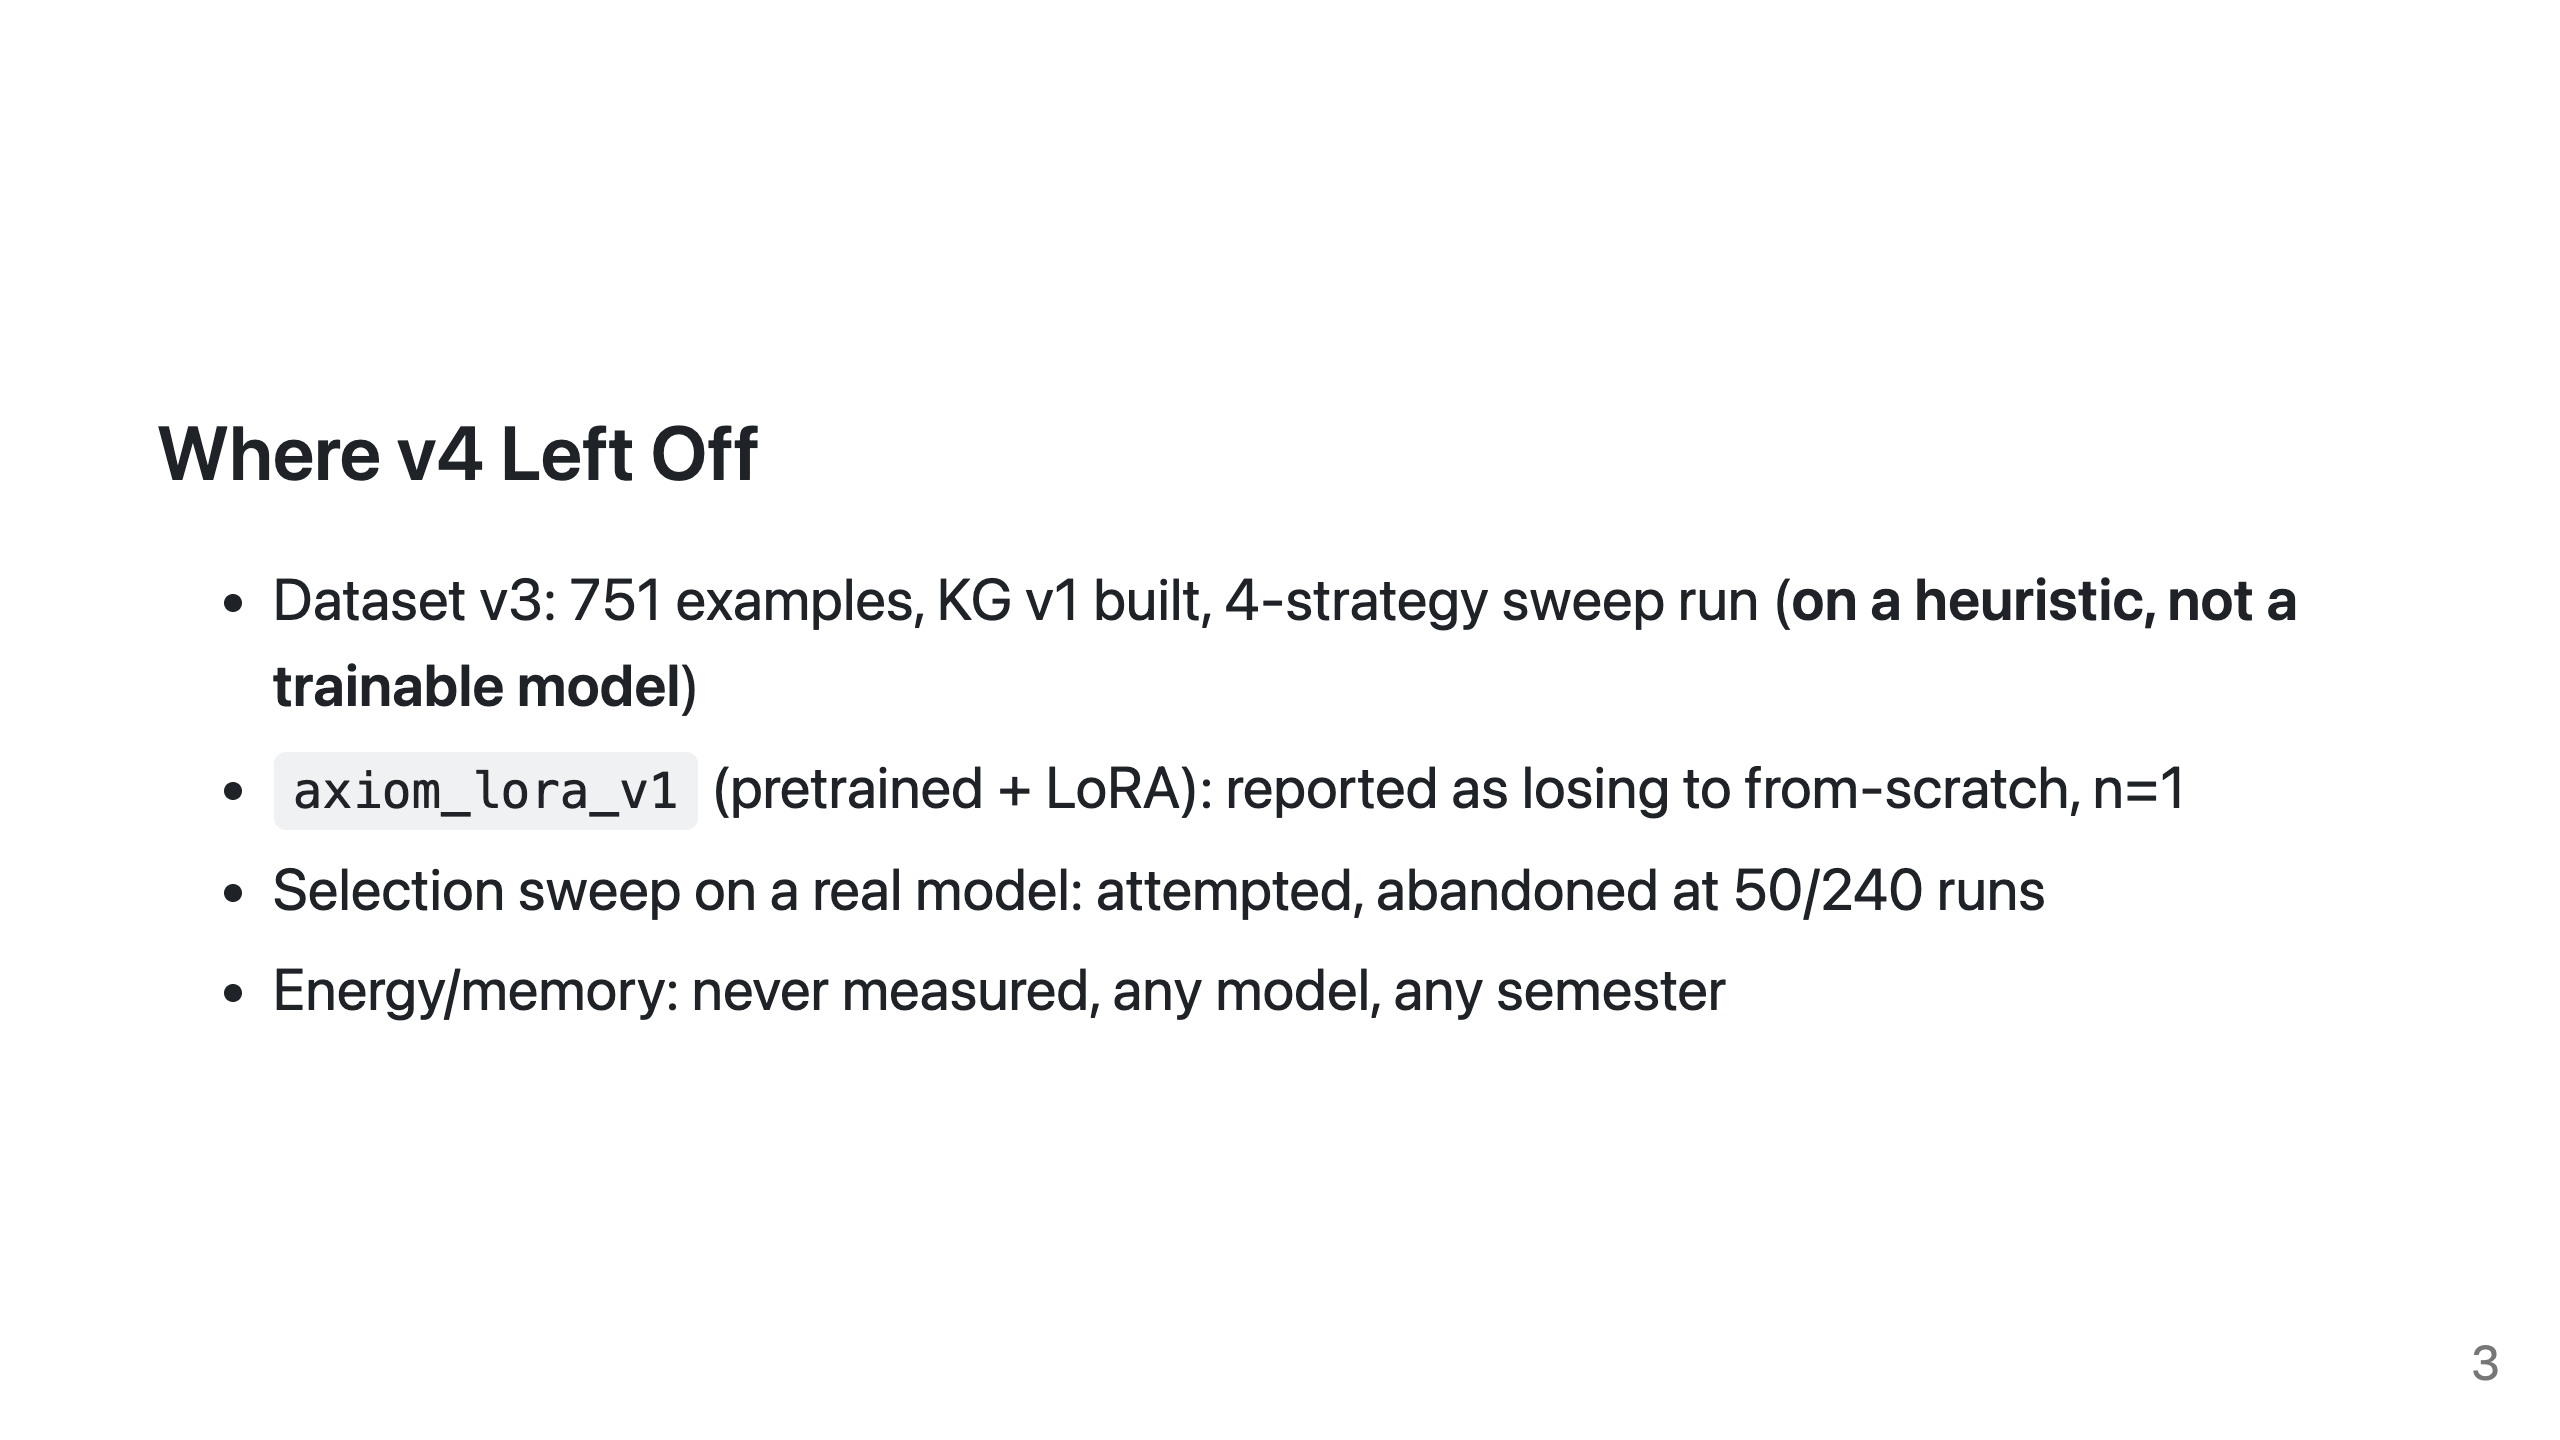 Where v4 Left Off
• Dataset v3: 751 examples, KG v1 built, 4-strategy sweep run (on a heuristic, not a
trainable model)
• axiom_lora_v1 (pretrained + LoRA): reported as losing to from-scratch, n=1
• Selection sweep on a real model: attempted, abandoned at 50/240 runs
• Energy/memory: never measured, any model, any semester
3